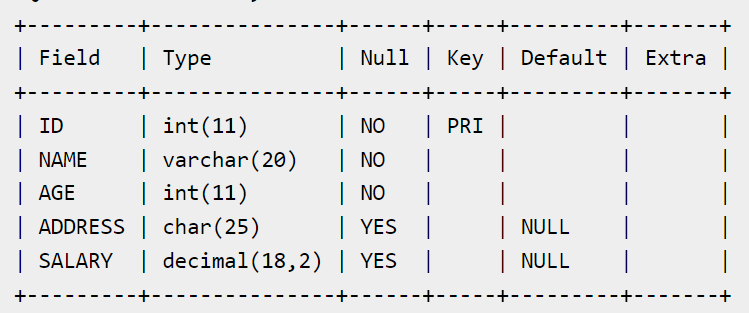 +---------+---------------+------+-----+---------+-------+
| Field   | Type          | Null | Key | Default | Extra |
+---------+---------------+------+-----+---------+-------+
| ID      | int(11)       | NO   | PRI |         |       |
| NAME    | varchar(20)   | NO   |     |         |       |
| AGE     | int(11)       | NO   |     |         |       |
| ADDRESS | char(25)      | YES  |     | NULL    |       |
| SALARY  | decimal(18,2) | YES  |     | NULL    |       |
+---------+---------------+------+-----+---------+-------+